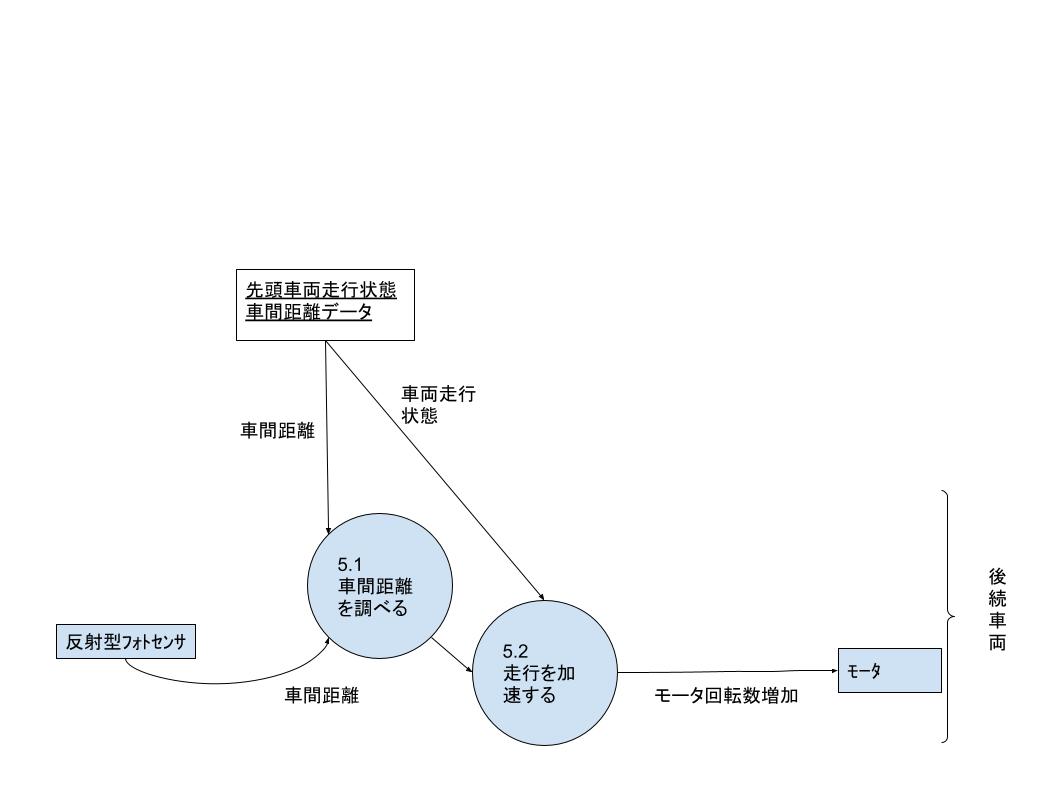 先頭車両走行状態
車間距離データ
車両走行
状態
車間距離
5.1
車間距離
を調べる
反射型フォトセンサ
車間距離
5.2
走行を加
速する
モータ回転数増加
モータ
後
続
車
両